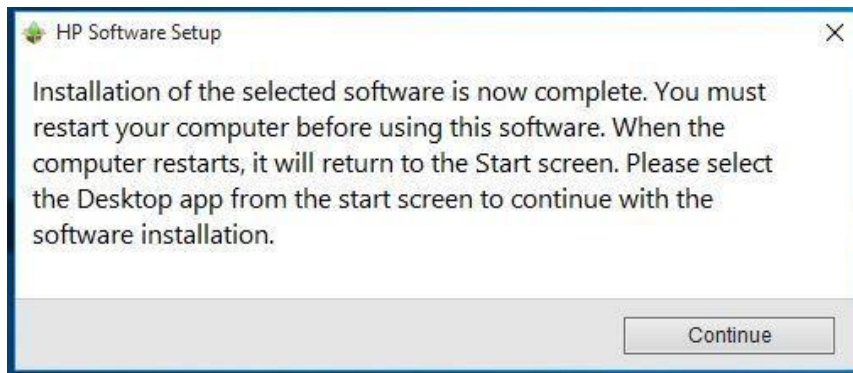 HP Software Setup
Installation of the selected software is now complete. You must
restart your computer before using this software. When the
computer restarts, it will return to the Start screen. Please select
the Desktop app from the start screen to continue with the
software installation.
Continue